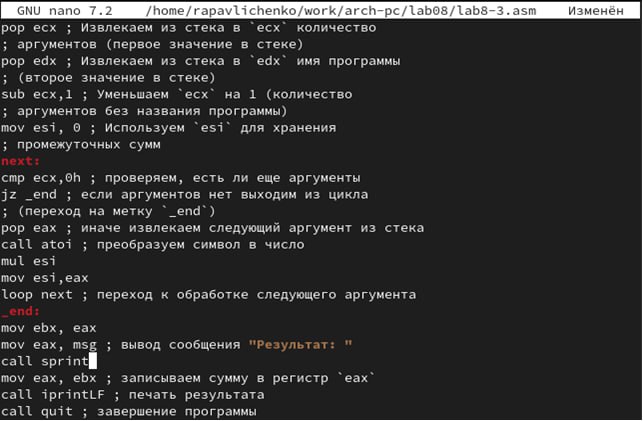 GNU nano 7.2 /home/rapavlichenko/work/arch-pc/lab08/lab8-3.asm Изменён
pop ecx ; Извлекаем из стека в `ecx` количество
; аргументов (первое значение в стеке)
pop edx ; Извлекаем из стека в `edx` имя программы
; (второе значение в стеке)
sub ecx,1 ; Уменьшаем `ecx` на 1 (количество
; аргументов без названия программы)
mov esi, 0 ; Используем `esi` для хранения
; промежуточных сумм
next:
cmp ecx,0h ; проверяем, есть ли еще аргументы
jz _end ; если аргументов нет выходим из цикла
; (переход на метку `_end`)
pop eax ; иначе извлекаем следующий аргумент из стека
call atoi ; преобразуем символ в число
mul esi
mov esi,eax
loop next ; переход к обработке следующего аргумента
_end:
mov ebx, eax
mov eax, msg ; вывод сообщения "Результат: "
call sprint
mov eax, ebx ; записываем сумму в регистр `eax`
call iprintLF ; печать результата
call quit ; завершение программы